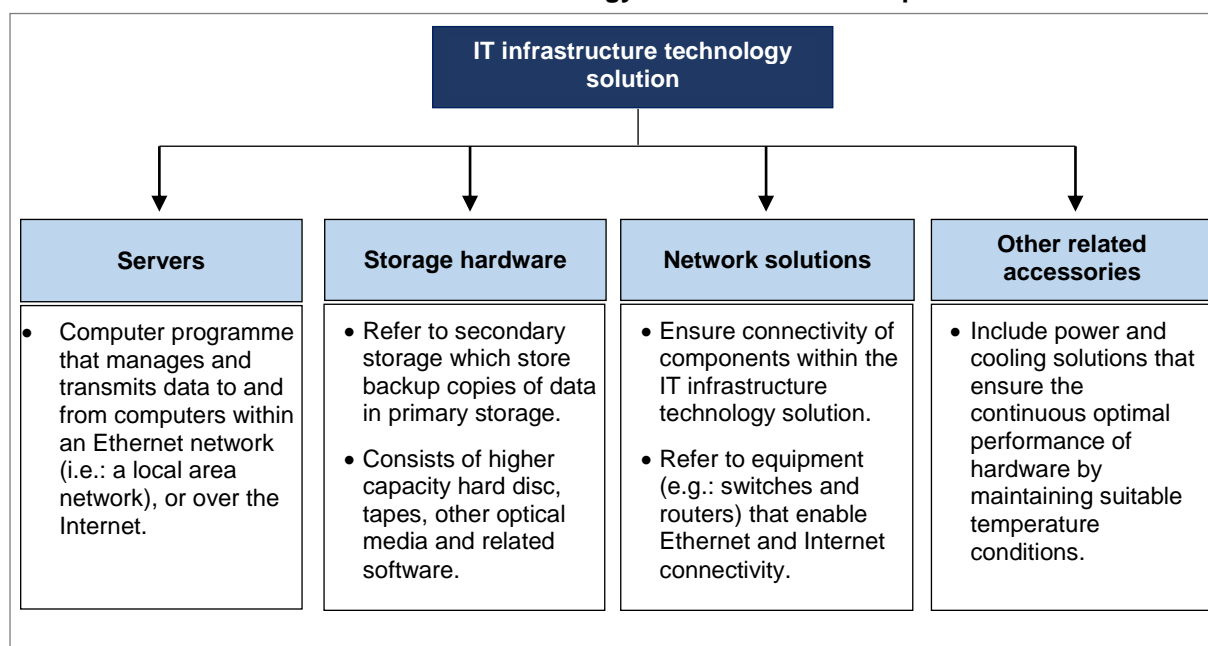 IT infrastructure technology
solution
Servers
Computer programme
that manages and
transmits data to and
from computers within
an Ethernet network
(i.e.: a local area
network), or over the
Internet.
Storage hardware
Refer to secondary
storage which store
backup copies of data
in primary storage.
Consists of higher
capacity hard disc,
tapes, other optical
media and related
software.
Network solutions
Ensure connectivity of
components within the
IT infrastructure
technology solution.
Refer to equipment
(e.g.: switches and
routers) that enable
Ethernet and Internet
connectivity.
Other related
accessories
Include power and
cooling solutions that
ensure the
continuous optimal
performance of
hardware by
maintaining suitable
temperature
conditions.